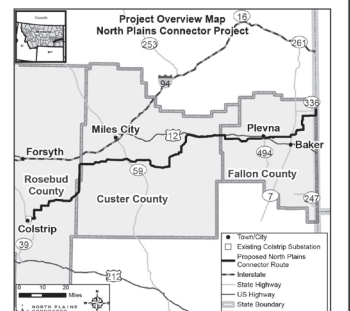 Project Overview Map
North Plains Connector Project
Canada
16
253
261
94
336
Miles City
12
Plevna
Baker
Forsyth
494
59
Rosebud
County
Fallon County
Custer County
7
247
Colstrip
39
212
Town/City
Existing Colstrip Substation
Proposed North Plains
Connector Route
Interstate
State Highway
US Highway
State Boundary
0 10 20
Miles
NORTH PLAINS